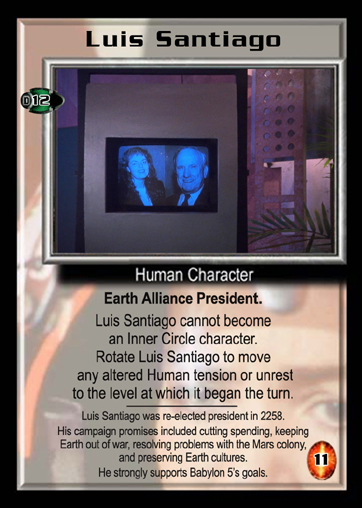 Luis Santiago
012
Human Character
Earth Alliance President.
Luis Santiago cannot become
an Inner Circle character.
Rotate Luis Santiago to move
any altered Human tension or unrest
to the level at which it began the turn.
Luis Santiago was re-elected president in 2258.
His campaign promises included cutting spending, keeping
Earth out of war, resolving problems with the Mars colony,
and preserving Earth cultures.
He strongly supports Babylon 5's goals.
11